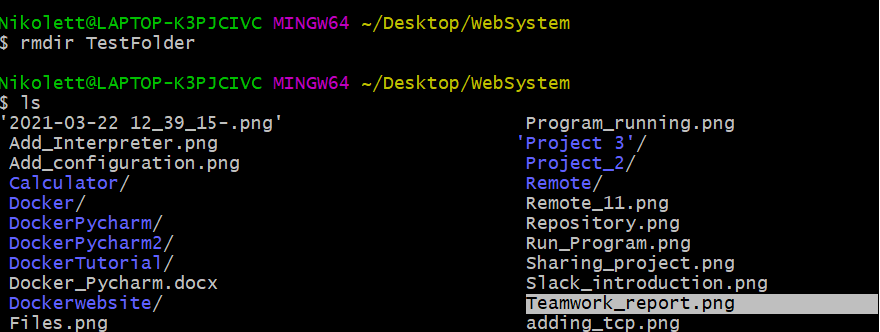 Nikolett@LAPTOP-K3PJCIVC MINGW64 ~/Desktop/WebSystem
$ rmdir TestFolder
Nikolett@LAPTOP-K3PJCIVC MINGW64 ~/Desktop/WebSystem
$ ls
'2021-03-22 12_39_15-.png' Program_running.png
Add_Interpreter.png 'Project 3'/
Add_configuration.png Project_2/
Calculator/ Remote/
Docker/ Remote_11.png
DockerPycharm/ Repository.png
DockerPycharm2/ Run_Program.png
DockerTutorial/ Sharing_project.png
Docker_Pycharm.docx Slack_introduction.png
Dockerwebsite/ Teamwork_report.png
Files.png adding_tcp.png